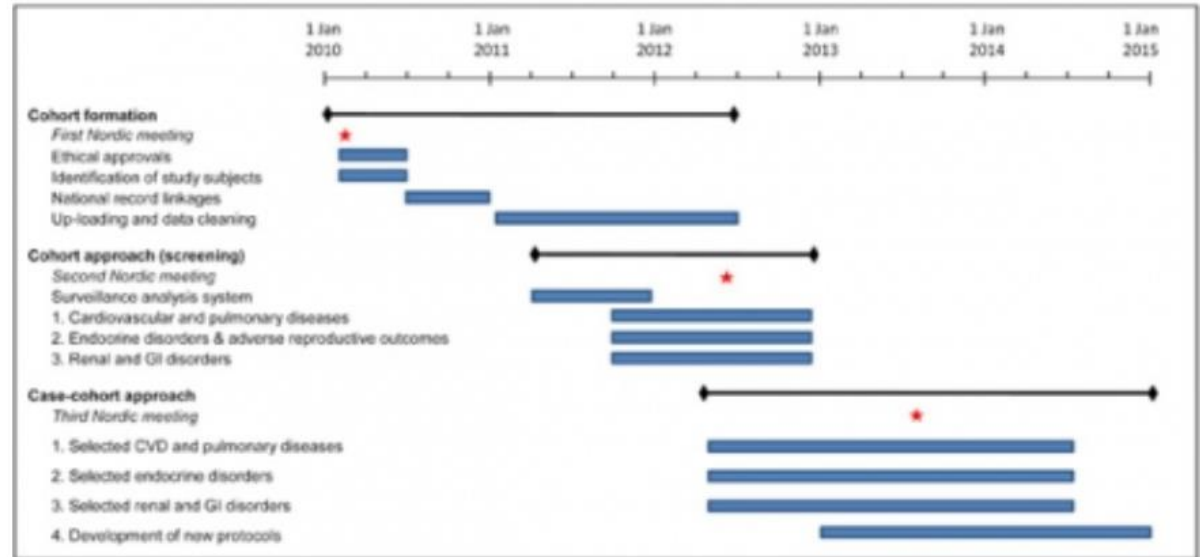 1 Jan 1 Jan 1 Jan 1 Jan 1 Jan 1 Jan
2010 2011 2012 2013 2014 2015
Cohort formation
First Nordic meeting
Ethical approvals
Identification of study subjects
National record linkages
Up-loading and data cleaning
Cohort approach (screening)
Second Nordic meeting
Surveillance analysis system
1. Cardiovascular and pulmonary diseases
2. Endocrine disorders & adverse reproductive outcomes
3. Renal and GI disorders
Case-cohort approach
Third Nordic meeting
1. Selected CVD and pulmonary diseases
2. Selected endocrine disorders
3. Selected renal and GI disorders
4. Development of new protocols